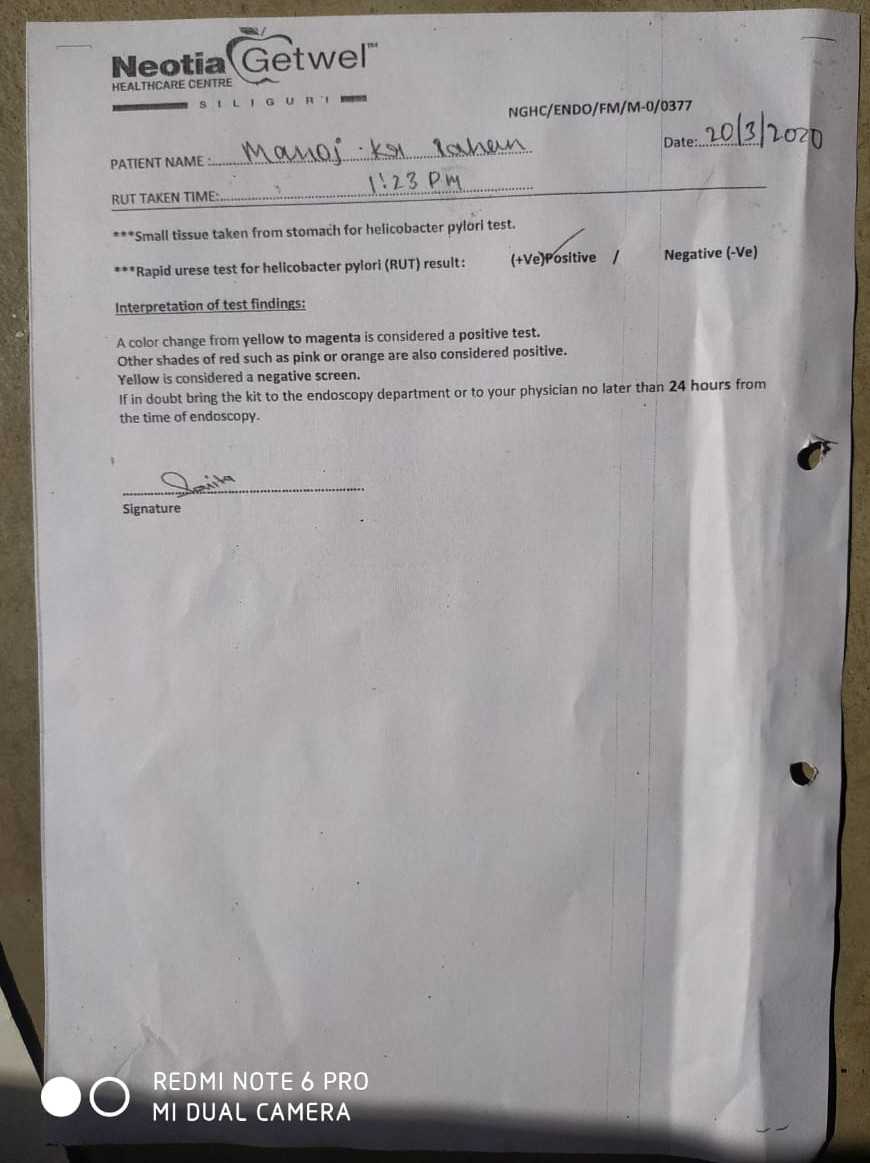 Neotia Getwel™
HEALTHCARE CENTRE
SILIGURI
NGHC/ENDO/FM/M-0/0377
Date: 20/3/2020
PATIENT NAME : Manoj Kr
RUT TAKEN TIME: 1:23 PM
***Small tissue taken from stomach for helicobacter pylori test.
***Rapid urese test for helicobacter pylori (RUT) result: (+Ve)Positive / Negative (-Ve)
Interpretation of test findings:
A color change from yellow to magenta is considered a positive test.
Other shades of red such as pink or orange are also considered positive.
Yellow is considered a negative screen.
If in doubt bring the kit to the endoscopy department or to your physician no later than 24 hours from
the time of endoscopy.
Signature
REDMI NOTE 6 PRO
MI DUAL CAMERA